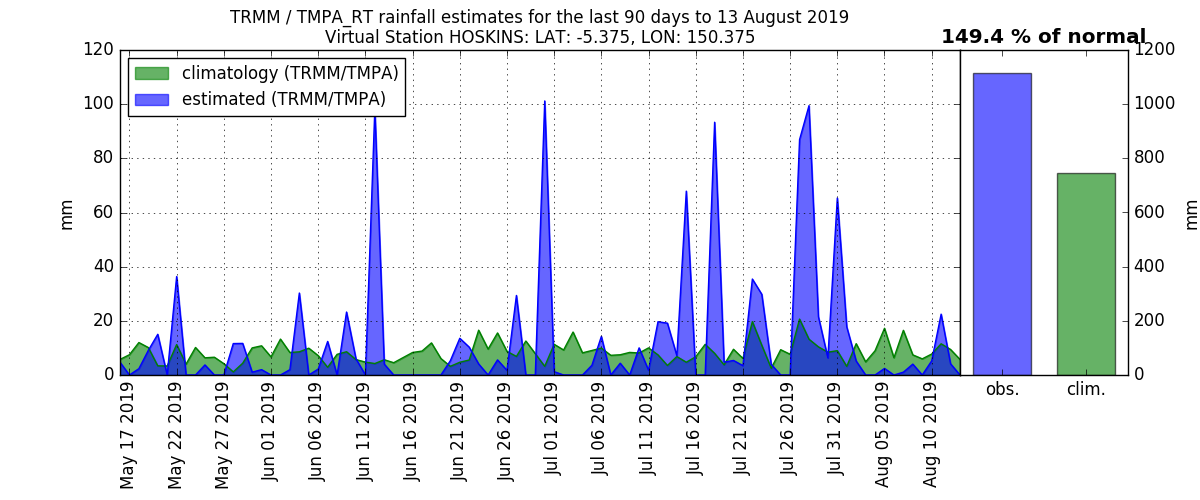 TRMM / TMPA_RT rainfall estimates for the last 90 days to 13 August 2019
Virtual Station HOSKINS: LAT: -5.375, LON: 150.375
149.4 % of normal
climatology (TRMM/TMPA)
estimated (TRMM/TMPA)
120
100
80
60
40
20
0
mm
1200
1000
800
600
400
200
0
mm
May 17 2019
May 22 2019
May 27 2019
Jun 01 2019
Jun 06 2019
Jun 11 2019
Jun 16 2019
Jun 21 2019
Jun 26 2019
Jul 01 2019
Jul 06 2019
Jul 11 2019
Jul 16 2019
Jul 21 2019
Jul 26 2019
Jul 31 2019
Aug 05 2019
Aug 10 2019
obs.
clim.